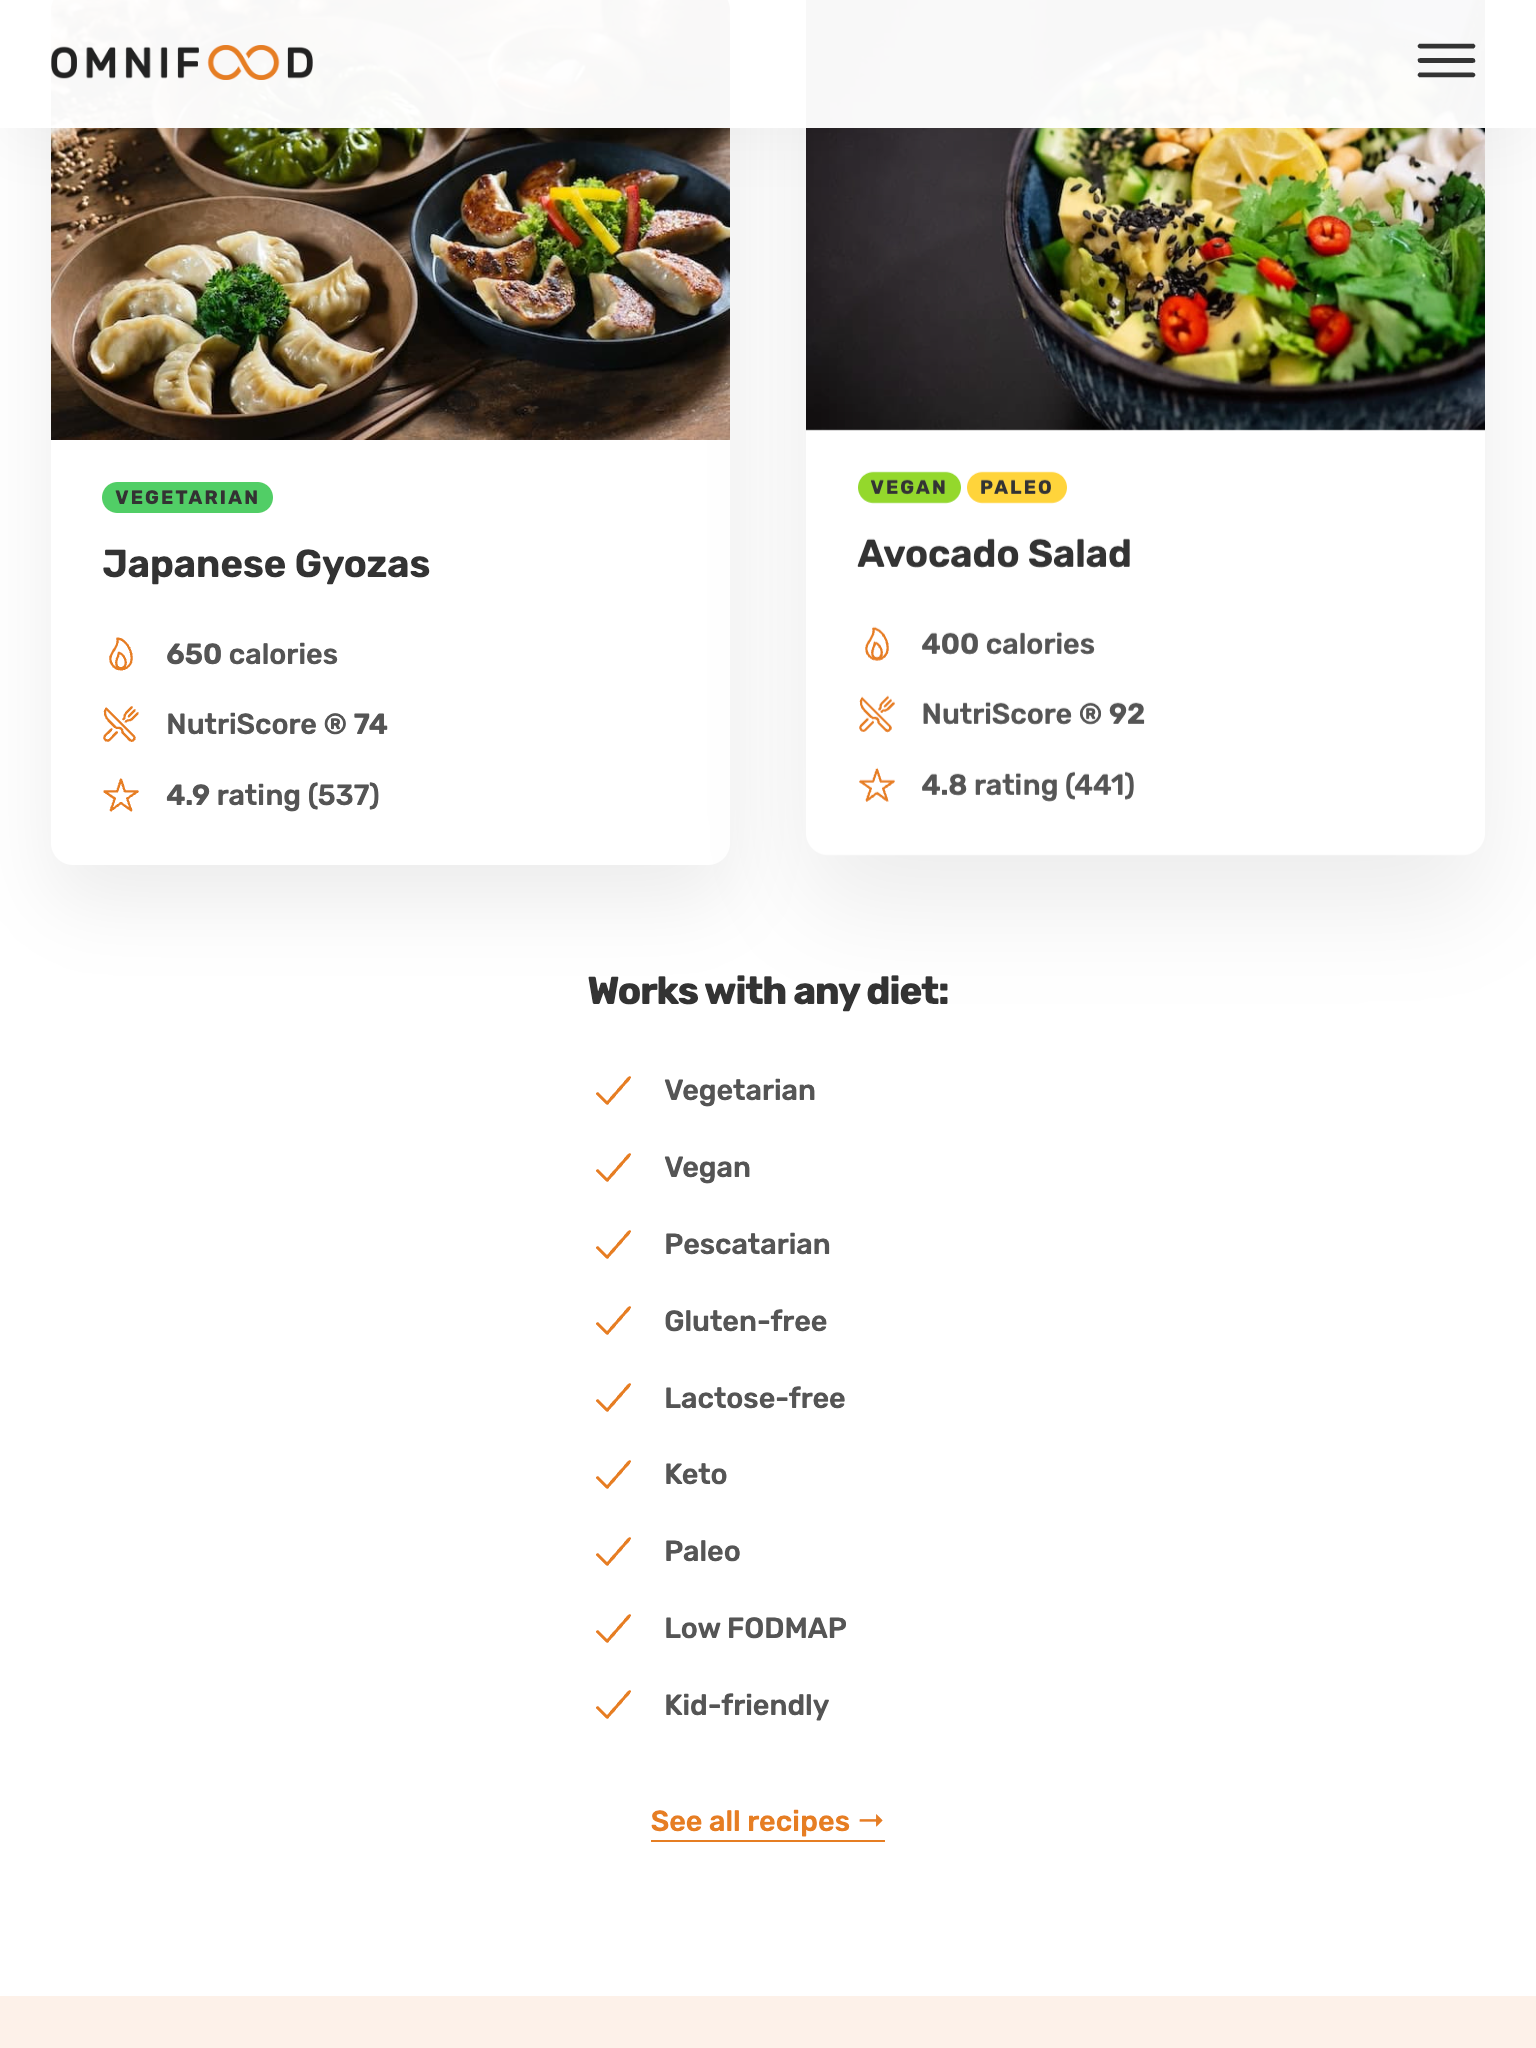 OMNIFOOD
VEGETARIAN
Japanese Gyozas
650 calories
NutriScore ® 74
4.9 rating (537)
VEGAN PALEO
Avocado Salad
400 calories
NutriScore ® 92
4.8 rating (441)
Works with any diet:
Vegetarian
Vegan
Pescatarian
Gluten-free
Lactose-free
Keto
Paleo
Low FODMAP
Kid-friendly
See all recipes →